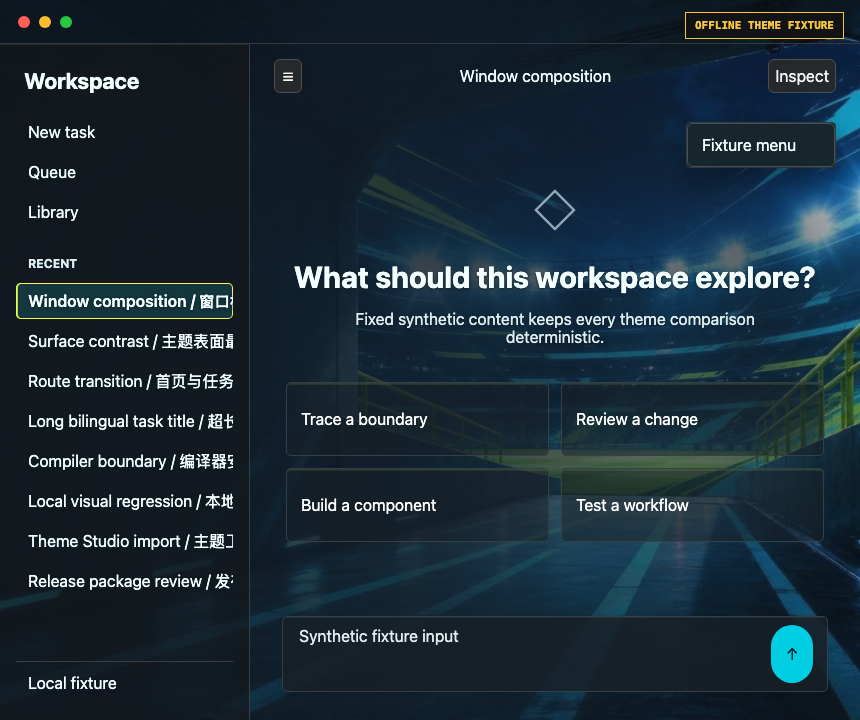 OFFLINE THEME FIXTURE
Workspace
New task
Queue
Library
RECENT
Window composition / 窗口
Surface contrast / 主题表面
Route transition / 首页与任务
Long bilingual task title / 超
Compiler boundary / 编译器
Local visual regression / 本地
Theme Studio import / 主题
Release package review / 发
Local fixture
Window composition
Inspect
Fixture menu
What should this workspace explore?
Fixed synthetic content keeps every theme comparison
deterministic.
Trace a boundary
Review a change
Build a component
Test a workflow
Synthetic fixture input